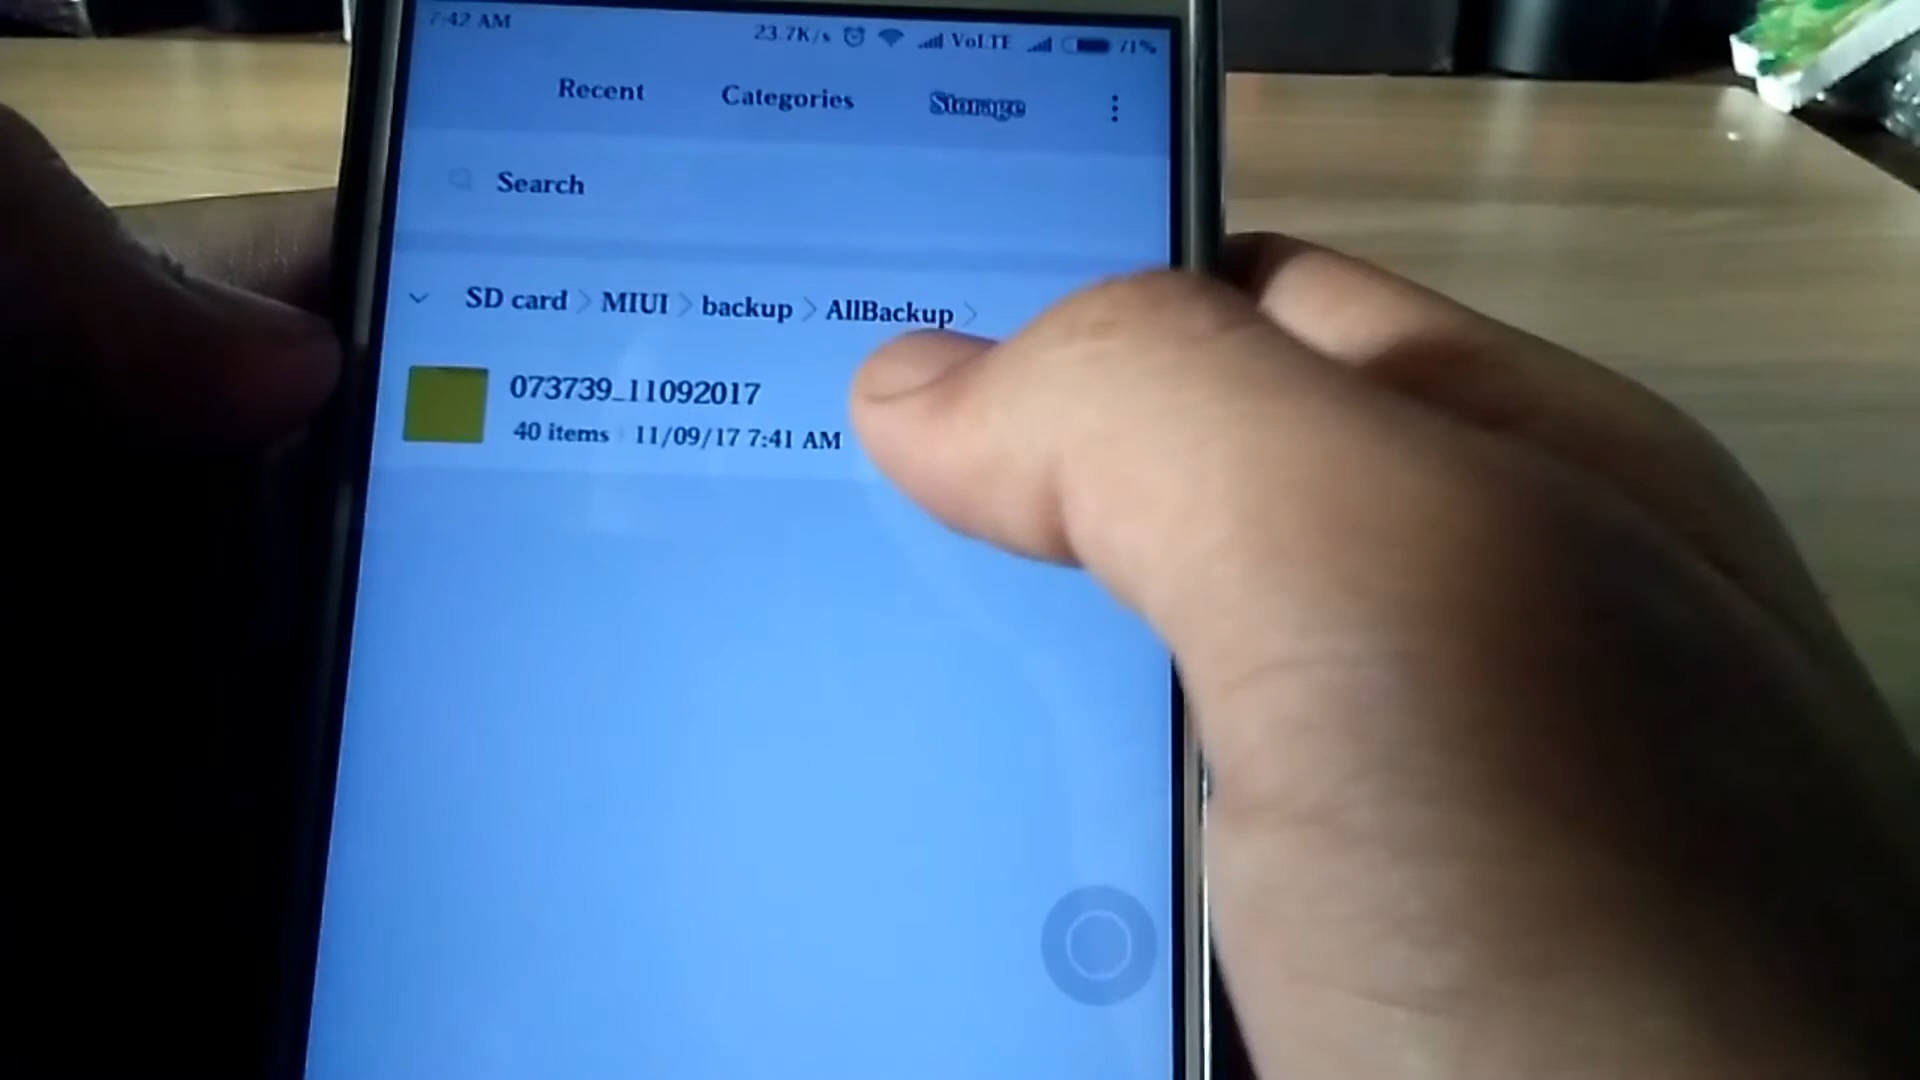 7:42 AM 23.7K/s VoLTE 71%
Recent Categories Storage
Search
SD card MIUI backup AllBackup
073739_11092017
40 items 11/09/17 7:41 AM